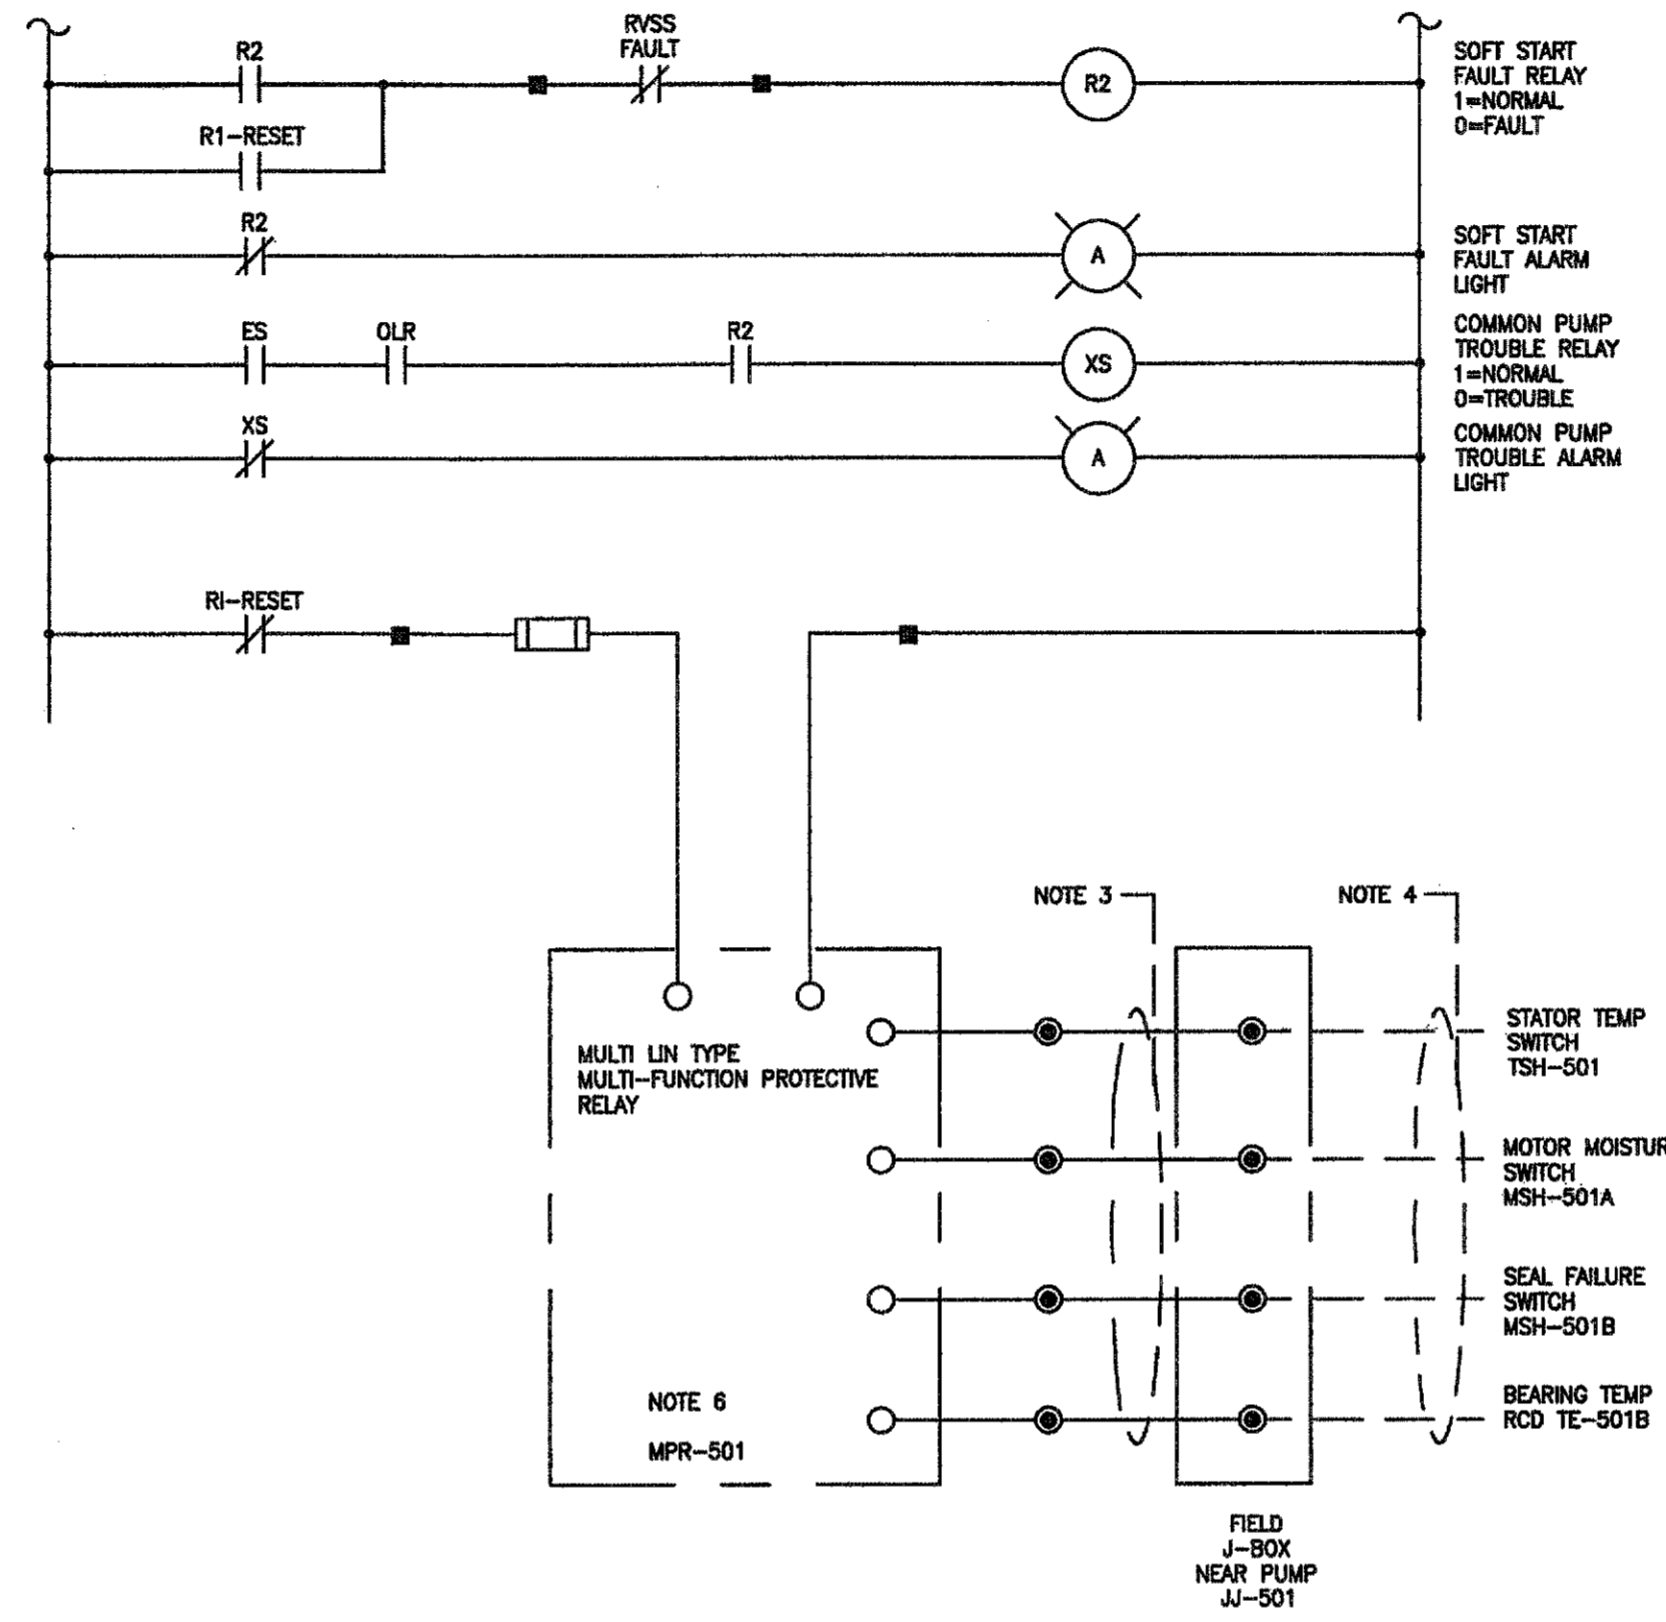 RVSS
FAULT
R2
R2
SOFT START
FAULT RELAY
1=NORMAL
0=FAULT
R1-RESET
R2
A
SOFT START
FAULT ALARM
LIGHT
ES
OLR
R2
XS
COMMON PUMP
TROUBLE RELAY
1=NORMAL
0=TROUBLE
XS
A
COMMON PUMP
TROUBLE ALARM
LIGHT
RI-RESET
NOTE 3
NOTE 4
MULTI LIN TYPE
MULTI-FUNCTION PROTECTIVE
RELAY
STATOR TEMP
SWITCH
TSH-501
MOTOR MOISTUR
SWITCH
MSH-501A
SEAL FAILURE
SWITCH
MSH-501B
BEARING TEMP
RCD TE-501B
NOTE 6
MPR-501
FIELD
J-BOX
NEAR PUMP
JJ-501